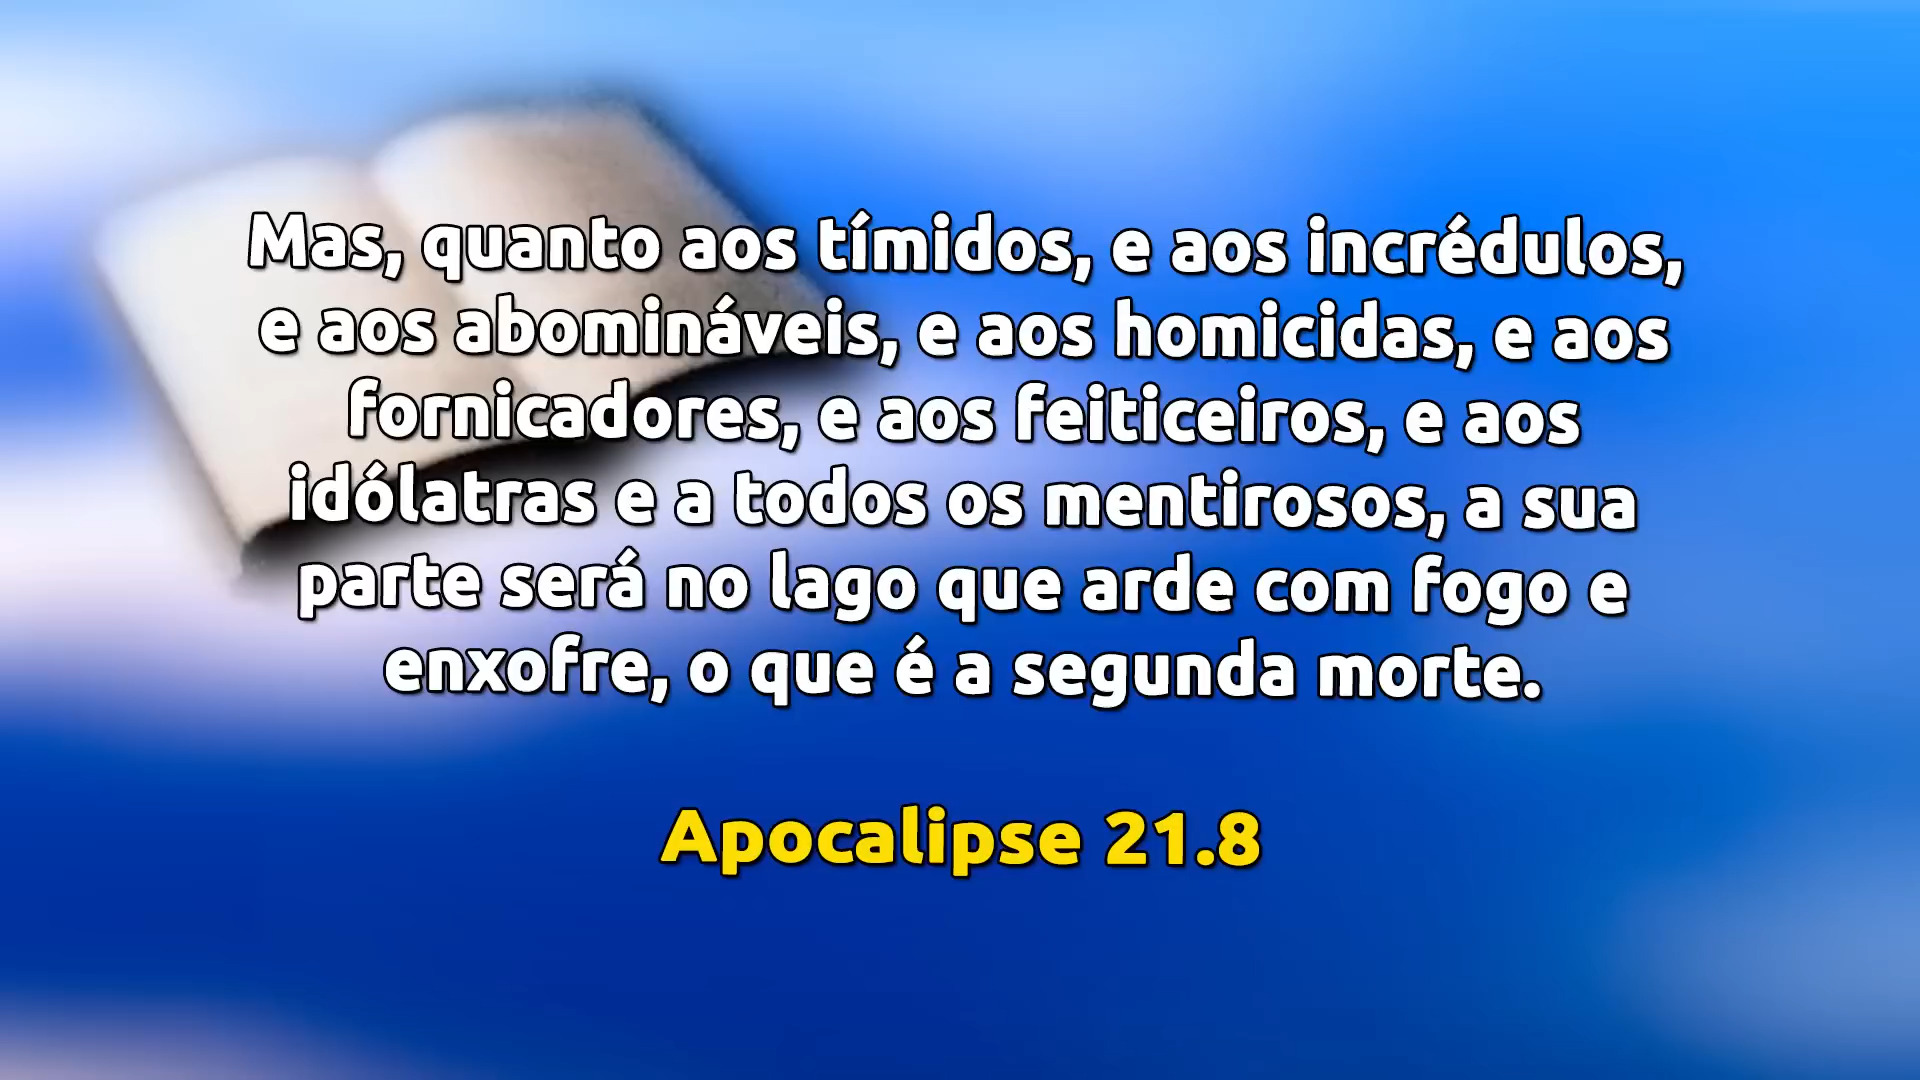 Mas, quanto aos tímidos, e aos incrédulos,
e aos abomináveis, e aos homicidas, e aos
fornicadores, e aos feiticeiros, e aos
idólatras e a todos os mentirosos, a sua
parte será no lago que arde com fogo e
enxofre, o que é a segunda morte.
Apocalipse 21.8